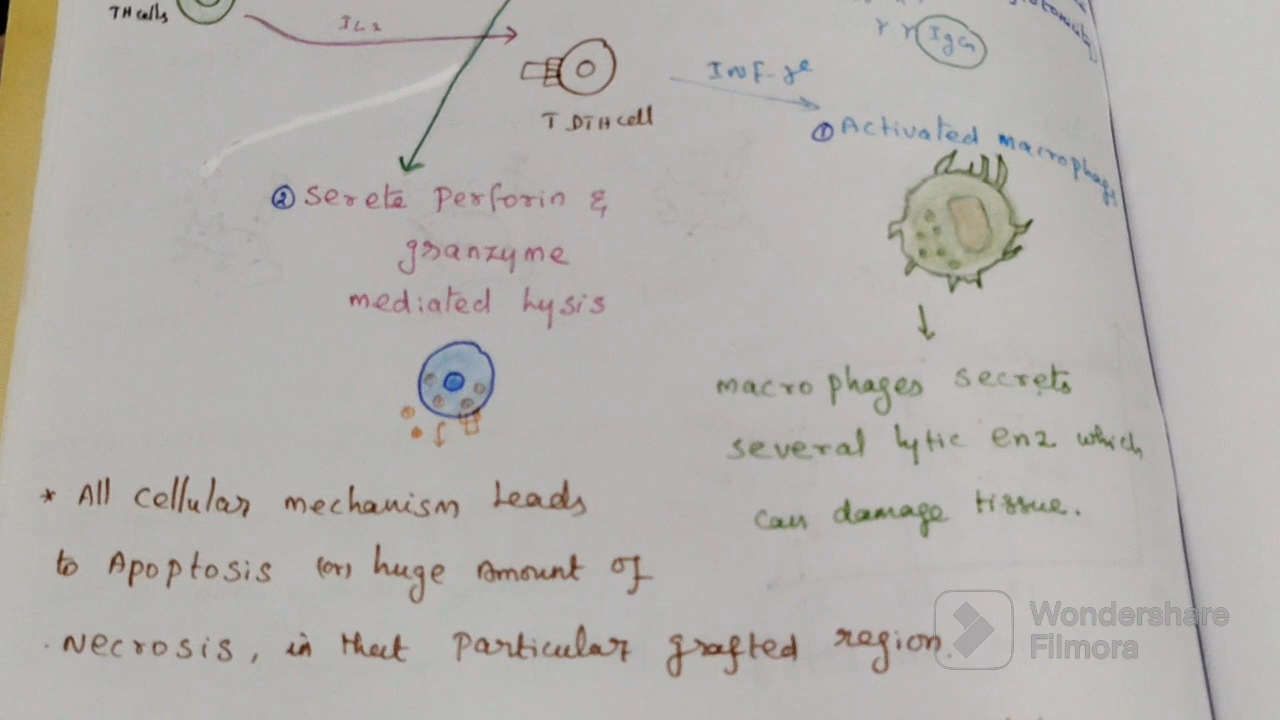 TH cells
IL 2
γ γ IgG
T DTH cell
INF-γ
① Activated macrophage
② Serete Perforin &
granzyme
mediated Lysis
macrophages secrets
several lytic enz which
can damage tissue.
* All cellular mechanism Leads
to Apoptosis (or) huge Amount of
Necrosis, in that Particular grafted region.
Wondershare
Filmora